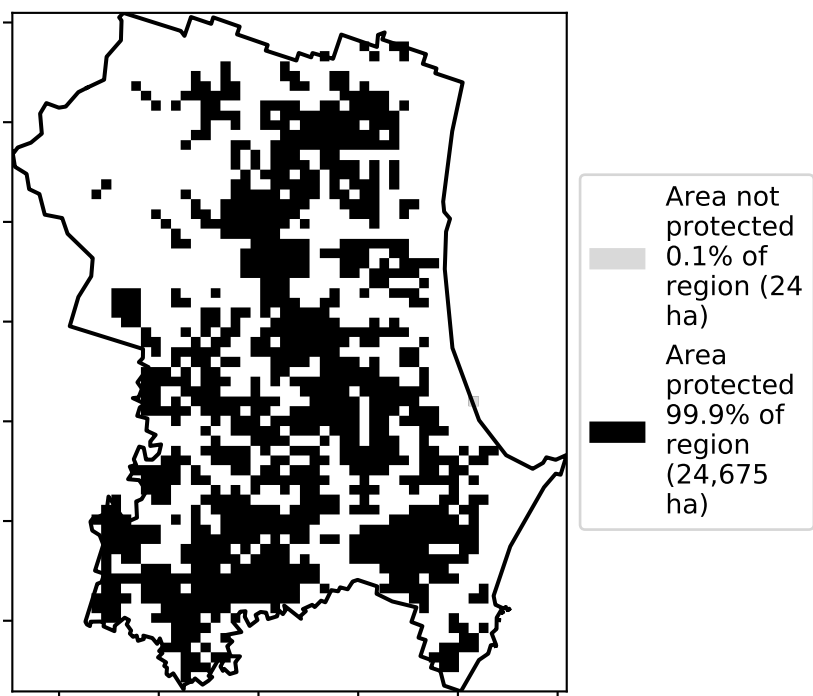 Area not
protected
0.1% of
region (24
ha)
Area
protected
99.9% of
region
(24,675
ha)